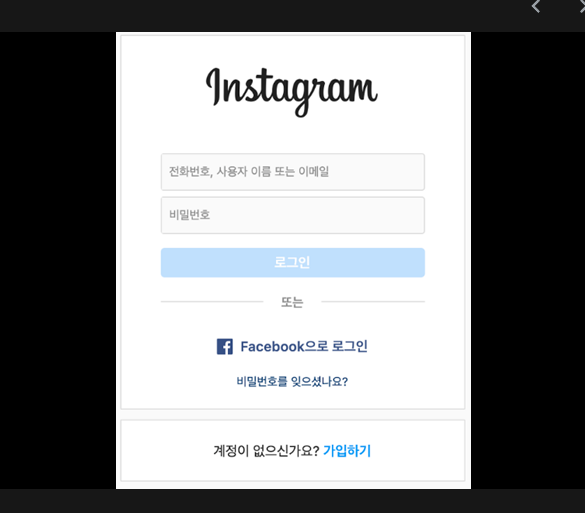 Instagram
전화번호, 사용자 이름 또는 이메일
비밀번호
로그인
또는
Facebook으로 로그인
비밀번호를 잊으셨나요?
계정이 없으신가요? 가입하기